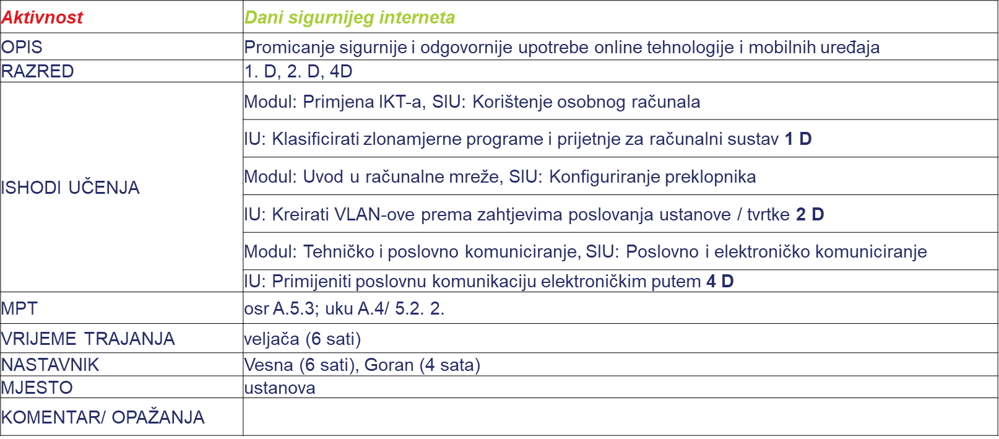 Aktivnost Dani sigurnijeg interneta
OPIS Promicanje sigurnije i odgovornije upotrebe online tehnologije i mobilnih uređaja
RAZRED 1. D, 2. D, 4D
ISHODI UČENJA
Modul: Primjena IKT-a, SIU: Korištenje osobnog računala
IU: Klasificirati zlonamjerne programe i prijetnje za računalni sustav 1 D
Modul: Uvod u računalne mreže, SIU: Konfiguriranje preklopnika
IU: Kreirati VLAN-ove prema zahtjevima poslovanja ustanove / tvrtke 2 D
Modul: Tehničko i poslovno komuniciranje, SIU: Poslovno i elektroničko komuniciranje
IU: Primijeniti poslovnu komunikaciju elektroničkim putem 4 D
MPT osr A.5.3; uku A.4/ 5.2. 2.
VRIJEME TRAJANJA veljača (6 sati)
NASTAVNIK Vesna (6 sati), Goran (4 sata)
MJESTO ustanova
KOMENTAR/ OPAŽANJA